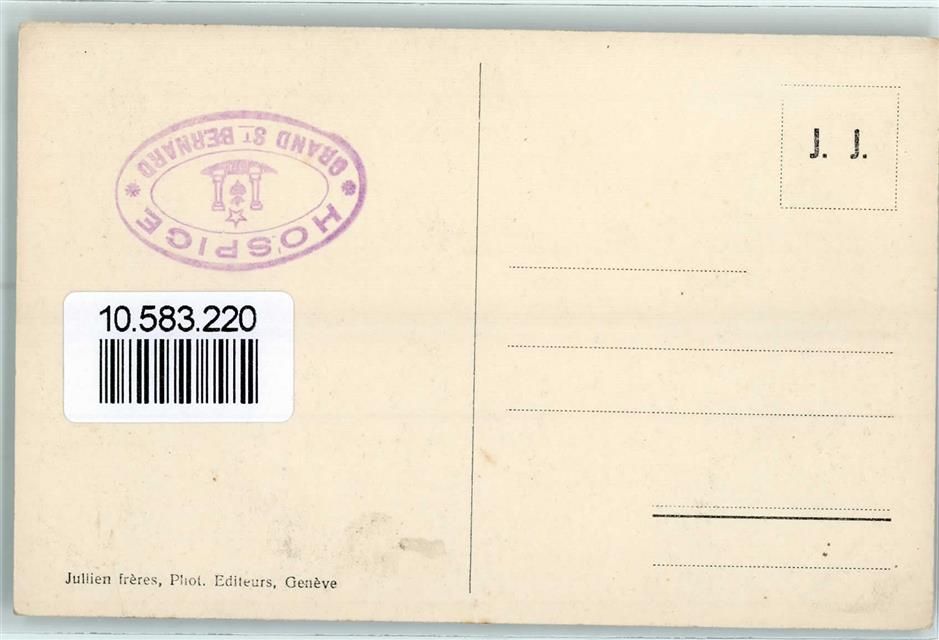 HOSPICE
* GRAND ST BERNARD *
J. J.
10.583.220
Jullien frères, Phot. Editeurs, Genève